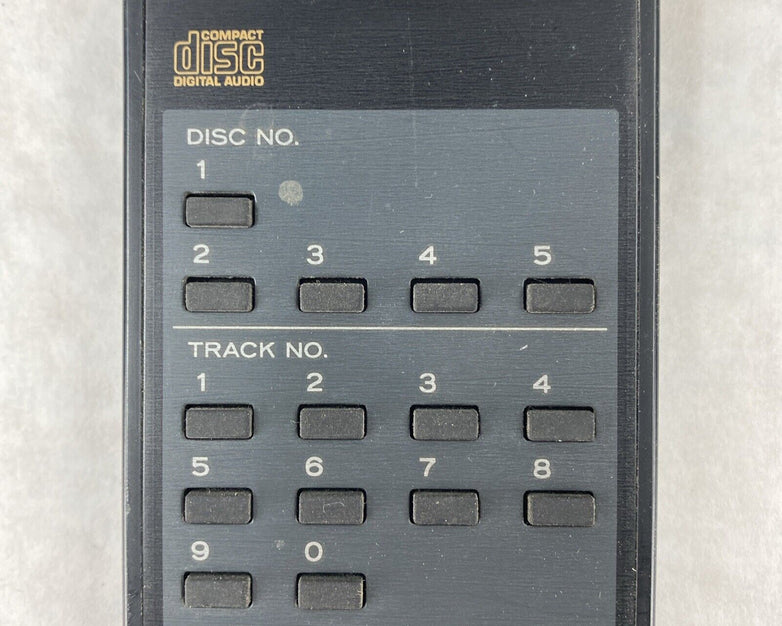 COMPACT
disc
DIGITAL AUDIO
DISC NO.
1
2 3 4 5
TRACK NO.
1 2 3 4
5 6 7 8
9 0